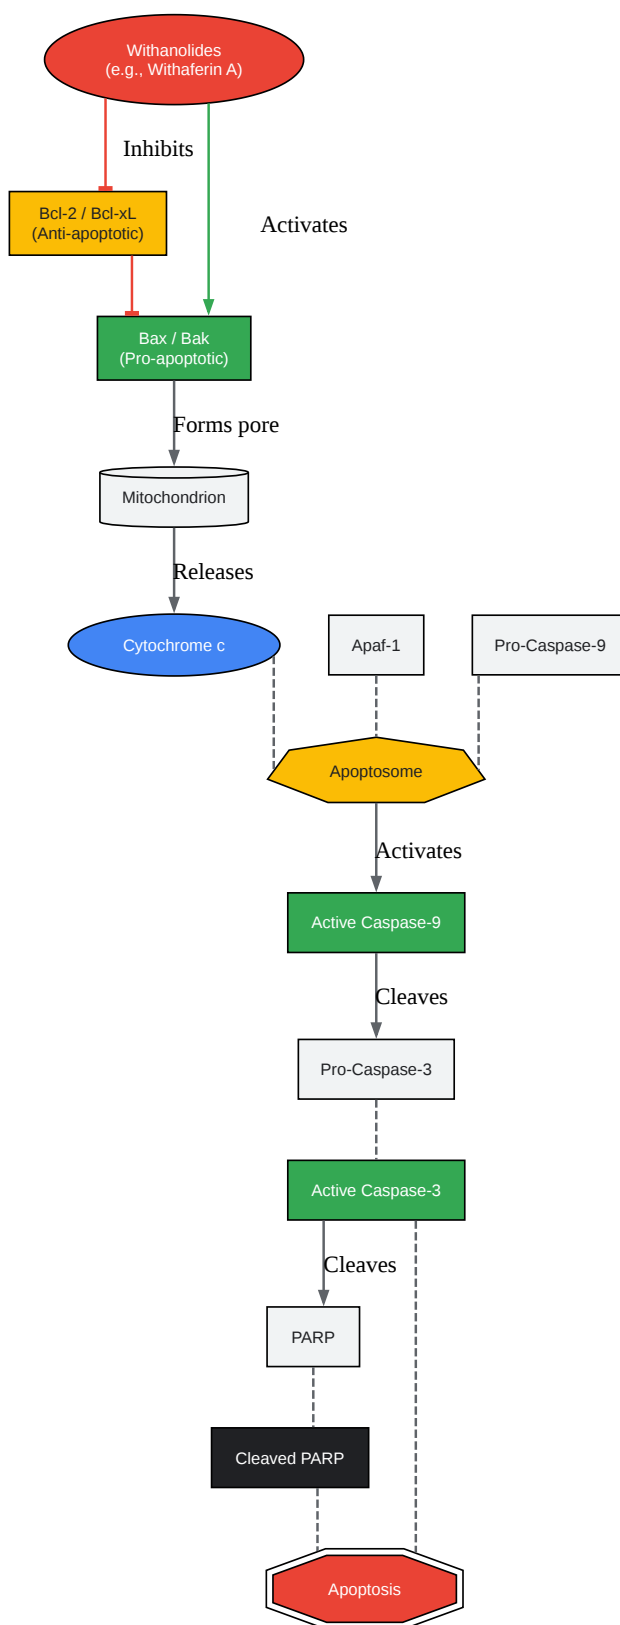 Withanolides
(e.g., Withaferin A)
Inhibits
Bcl-2 / Bcl-xL
(Anti-apoptotic)
Activates
Bax / Bak
(Pro-apoptotic)
Forms pore
Mitochondrion
Releases
Cytochrome c
Apaf-1
Pro-Caspase-9
Apoptosome
Activates
Active Caspase-9
Cleaves
Pro-Caspase-3
Active Caspase-3
Cleaves
PARP
Cleaved PARP
Apoptosis